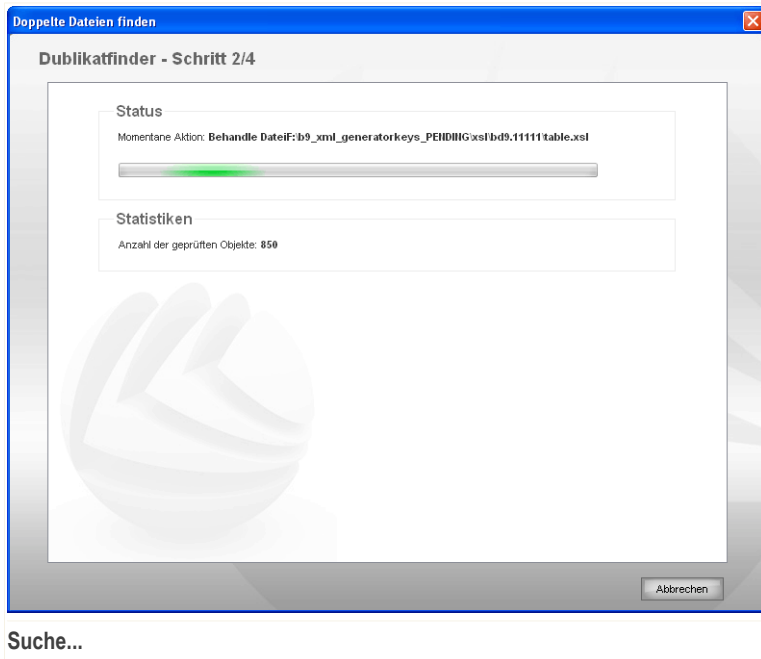 Doppelte Dateien finden
Dublikatfinder - Schritt 2/4
Status
Momentane Aktion: Behandle DateiF:\b9_xml_generatorkeys_PENDING\xsl\bd9.11111\table.xsl
Statistiken
Anzahl der geprüften Objekte: 850
Abbrechen
Suche...